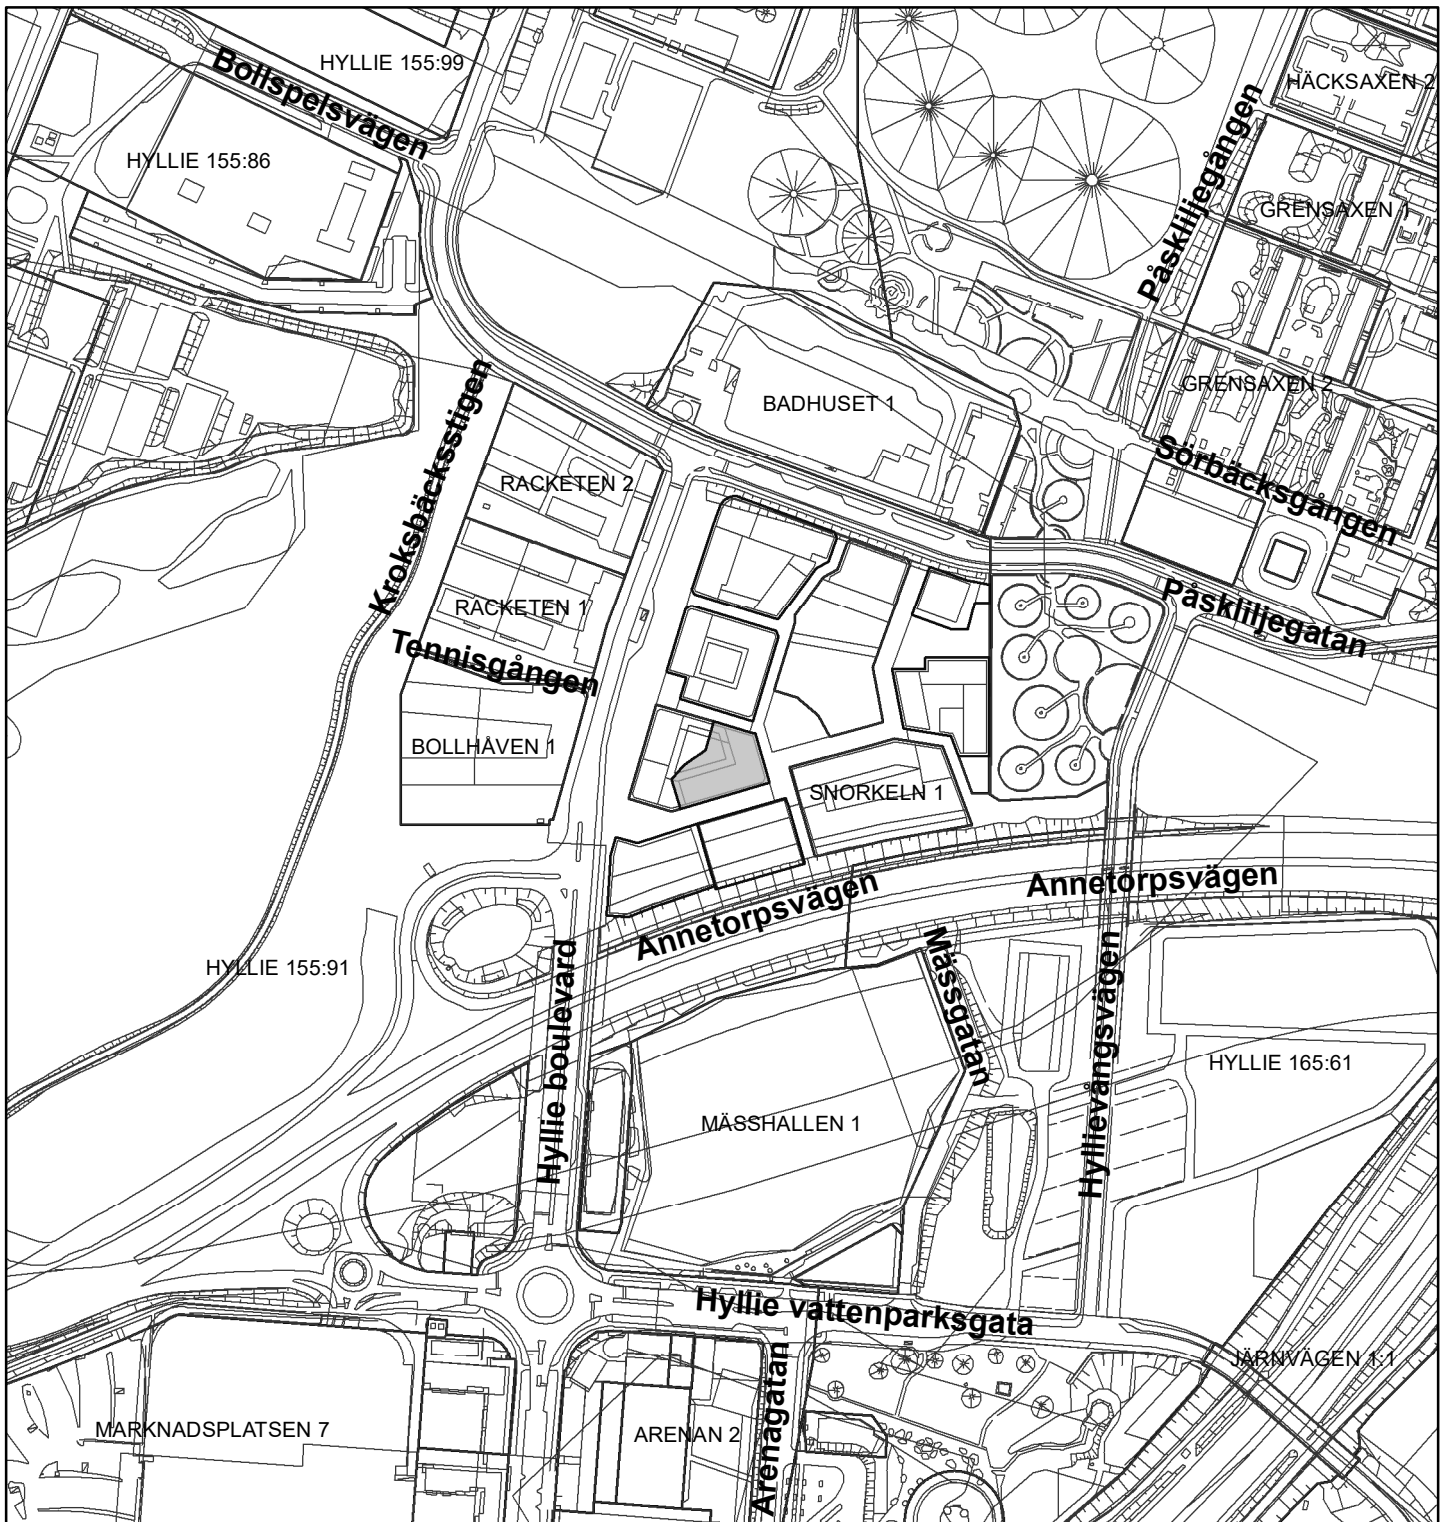 HYLLIE 155:99
Bollspelsvägen
HÄCKSAXEN 2
HYLLIE 155:86
Påskliljegången
GRENSAXEN 1
GRENSAXEN 2
BADHUSET 1
Kroksbäcksstigen
RACKETEN 2
Sörbäcksgången
RACKETEN 1
Påskliljegatan
Tennisgången
BOLLHÅVEN 1
SNORKELN 1
Annetorpsvägen
Annetorpsvägen
HYLLIE 155:91
Hyllie boulevard
Mässgatan
Hyllievångsvägen
HYLLIE 165:61
MÄSSHALLEN 1
Hyllie vattenparksgata
JÄRNVÄGEN 1:1
MARKNADSPLATSEN 7
ARENAN 2
Arenagatan